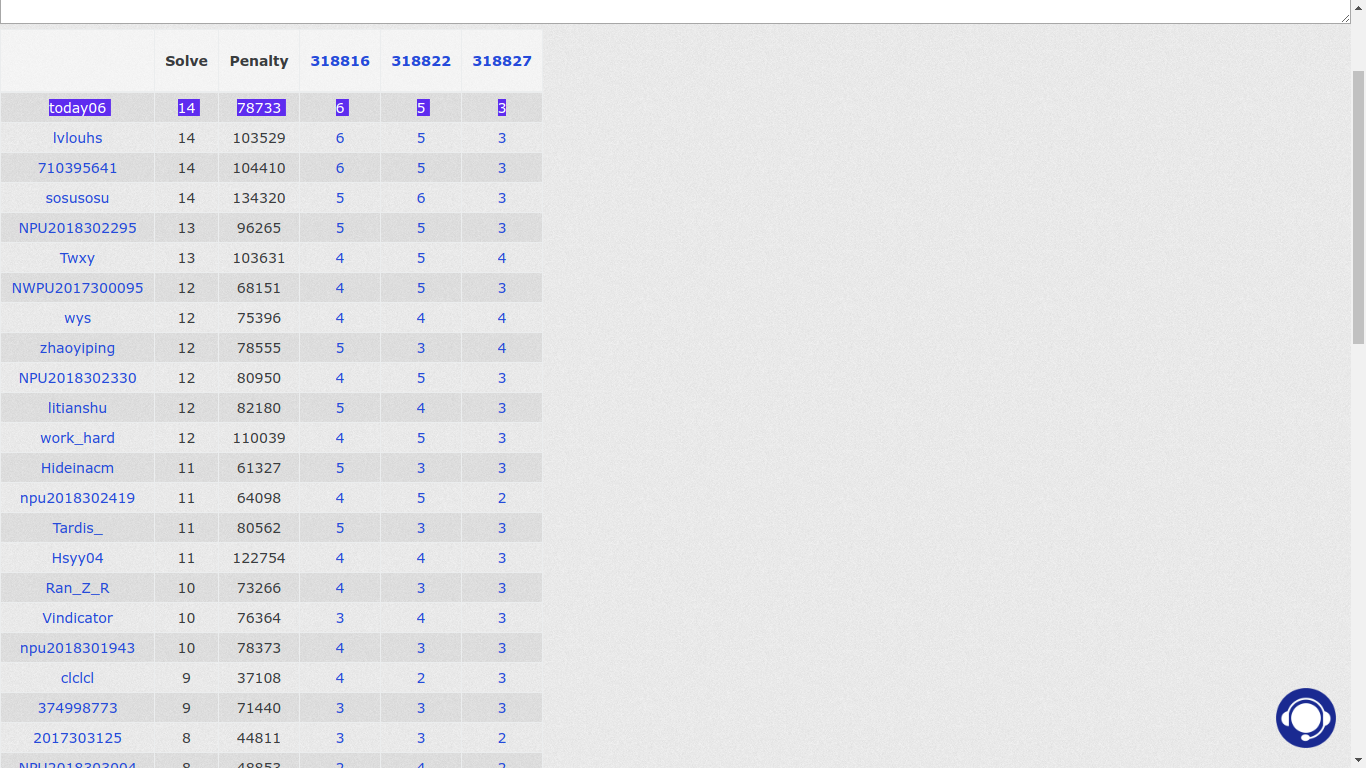 Solve Penalty 318816 318822 318827
today06 14 78733 6 5 3
lvlouhs 14 103529 6 5 3
710395641 14 104410 6 5 3
sosusosu 14 134320 5 6 3
NPU2018302295 13 96265 5 5 3
Twxy 13 103631 4 5 4
NWPU2017300095 12 68151 4 5 3
wys 12 75396 4 4 4
zhaoyiping 12 78555 5 3 4
NPU2018302330 12 80950 4 5 3
litianshu 12 82180 5 4 3
work_hard 12 110039 4 5 3
Hideinacm 11 61327 5 3 3
npu2018302419 11 64098 4 5 2
Tardis_ 11 80562 5 3 3
Hsyy04 11 122754 4 4 3
Ran_Z_R 10 73266 4 3 3
Vindicator 10 76364 3 4 3
npu2018301943 10 78373 4 3 3
clclcl 9 37108 4 2 3
374998773 9 71440 3 3 3
2017303125 8 44811 3 3 2
NPU2018303004 8 48853 2 4 2